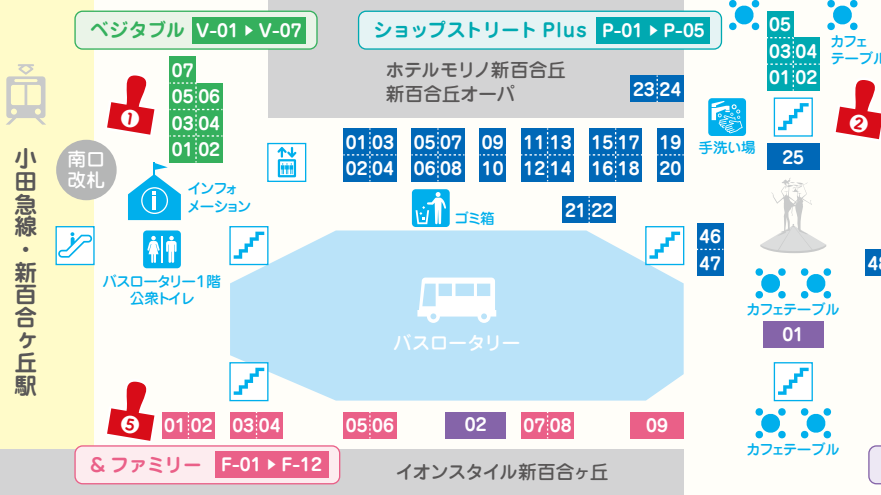 ベジタブル V-01 ▶ V-07
ショップストリート Plus P-01 ▶ P-05
07
05 06
03 04
01 02
①
ホテルモリノ新百合丘
新百合丘オーパ
23 24
05
03 04
01 02
カフェ
テーブル
②
手洗い場
25
小田急線・新百合ヶ丘駅
南口
改札
インフォ
メーション
01 03 05 07 09 11 13 15 17 19
02 04 06 08 10 12 14 16 18 20
ゴミ箱
21 22
46
47
48
バスロータリー1階
公衆トイレ
バスロータリー
カフェテーブル
01
カフェテーブル
⑤
01 02 03 04 05 06 02 07 08 09
& ファミリー F-01 ▶ F-12
イオンスタイル新百合ヶ丘